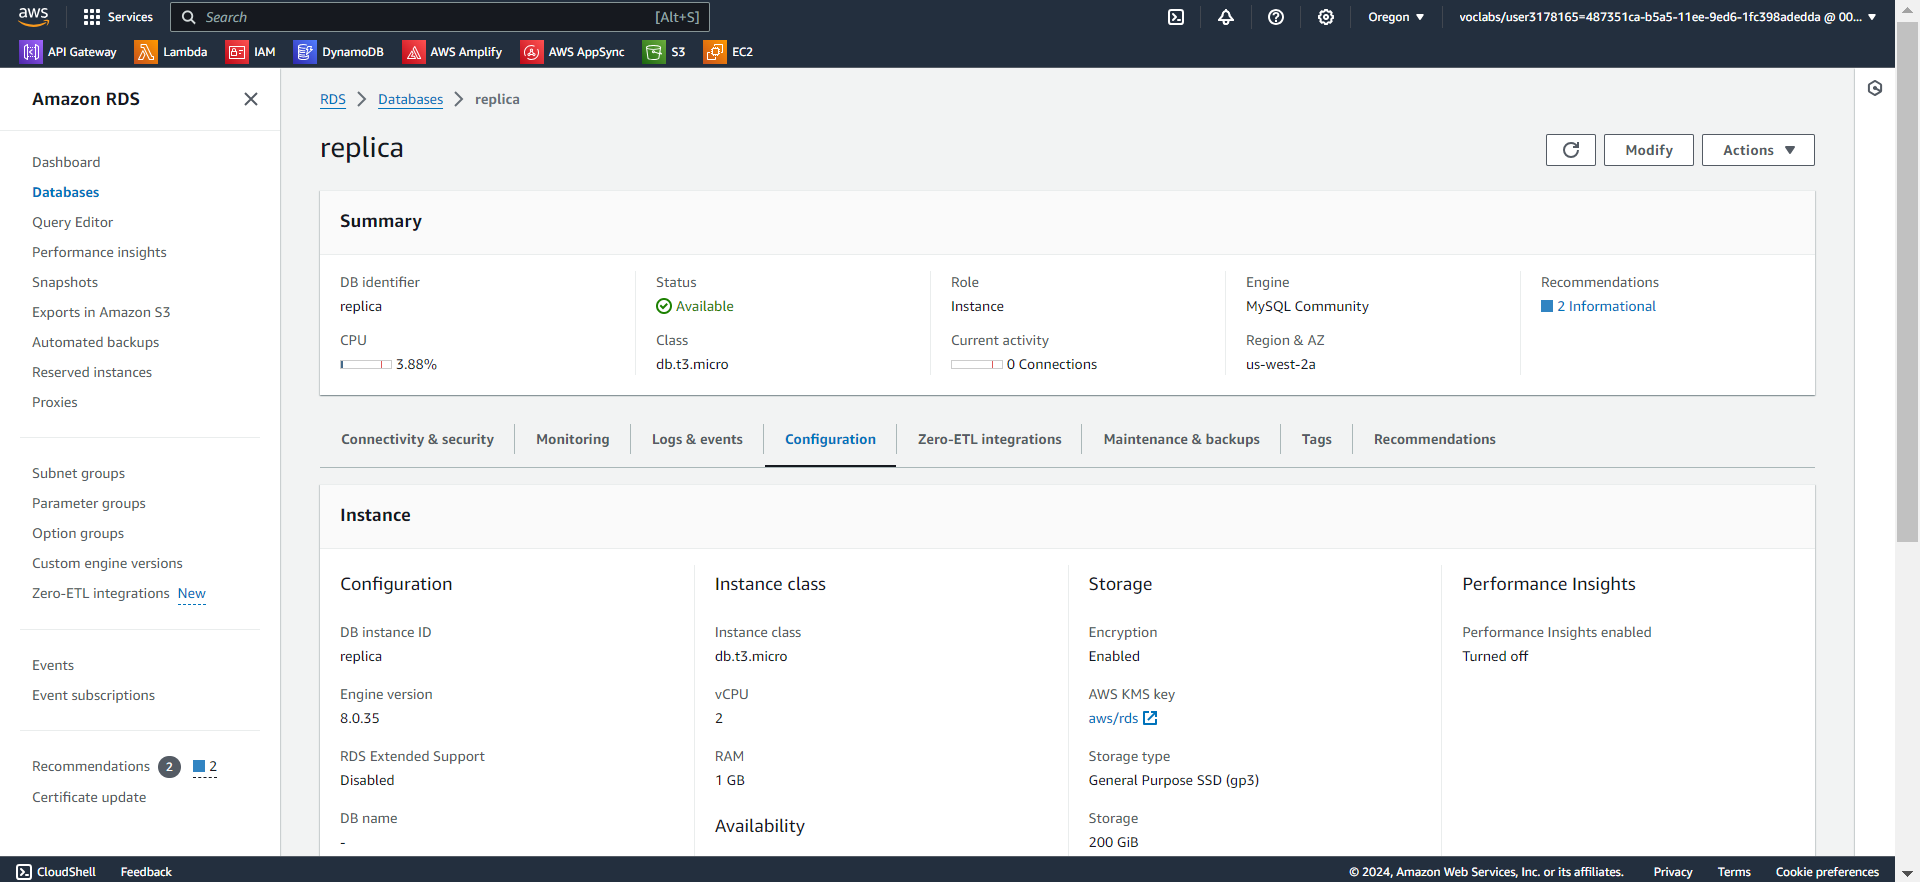 aws
Services
Search
[Alt+S]
Oregon ▼
voclabs/user3178165=487351ca-b5a5-11ee-9ed6-1fc398adedda @ 00... ▼
API Gateway
Lambda
IAM
DynamoDB
AWS Amplify
AWS AppSync
S3
EC2
Amazon RDS
Dashboard
Databases
Query Editor
Performance insights
Snapshots
Exports in Amazon S3
Automated backups
Reserved instances
Proxies
Subnet groups
Parameter groups
Option groups
Custom engine versions
Zero-ETL integrations New
Events
Event subscriptions
Recommendations 2 2
Certificate update
RDS > Databases > replica
replica
Modify
Actions ▼
Summary
DB identifier
replica
CPU
3.88%
Status
Available
Class
db.t3.micro
Role
Instance
Current activity
0 Connections
Engine
MySQL Community
Region & AZ
us-west-2a
Recommendations
2 Informational
Connectivity & security
Monitoring
Logs & events
Configuration
Zero-ETL integrations
Maintenance & backups
Tags
Recommendations
Instance
Configuration
DB instance ID
replica
Engine version
8.0.35
RDS Extended Support
Disabled
DB name
-
Instance class
Instance class
db.t3.micro
vCPU
2
RAM
1 GB
Availability
Storage
Encryption
Enabled
AWS KMS key
aws/rds
Storage type
General Purpose SSD (gp3)
Storage
200 GiB
Performance Insights
Performance Insights enabled
Turned off
CloudShell
Feedback
© 2024, Amazon Web Services, Inc. or its affiliates.
Privacy
Terms
Cookie preferences